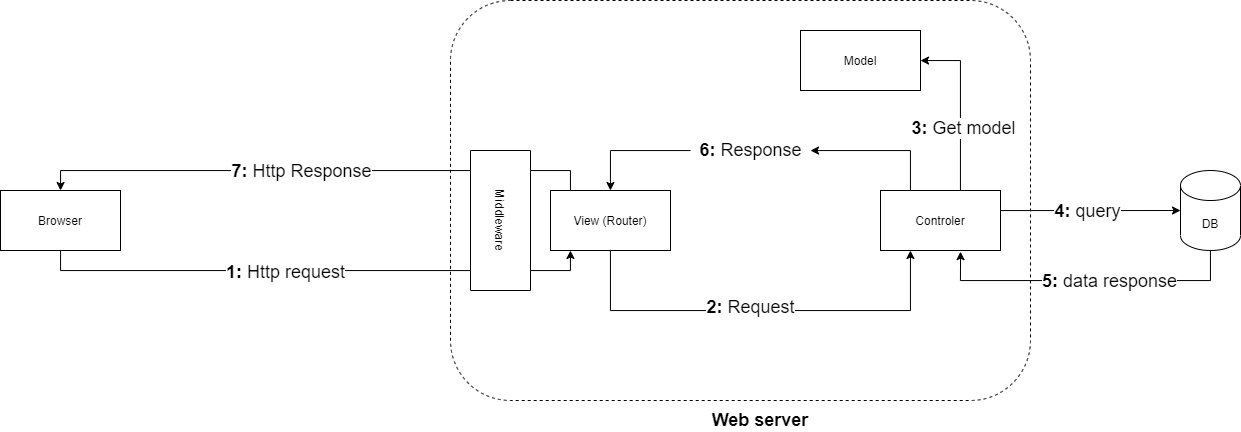 Model
3: Get model
6: Response
7: Http Response
Middleware
Browser
View (Router)
Controler
4: query
DB
1: Http request
5: data response
2: Request
Web server